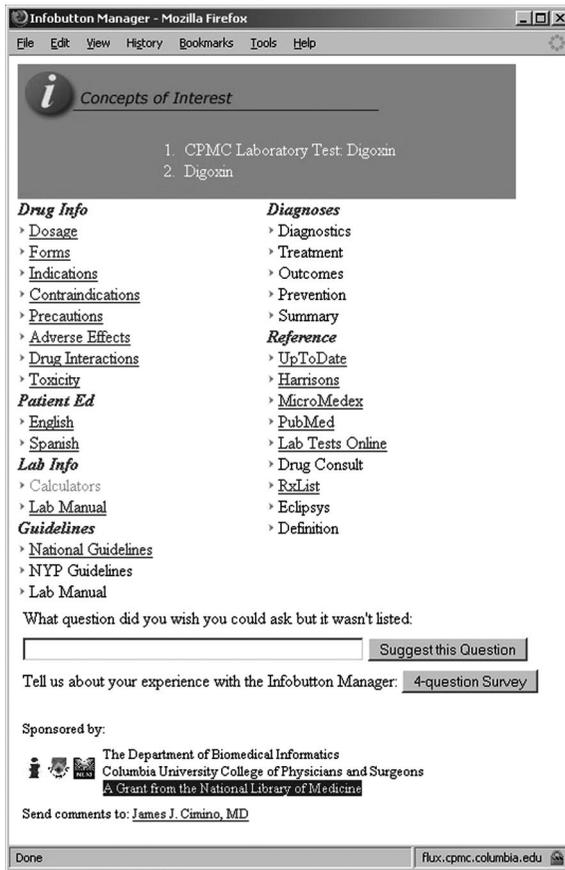 Infobutton Manager - Mozilla Firefox
File Edit View History Bookmarks Tools Help
i Concepts of Interest
1. CPMC Laboratory Test: Digoxin
2. Digoxin
Drug Info
Dosage
Forms
Indications
Contraindications
Precautions
Adverse Effects
Drug Interactions
Toxicity
Patient Ed
English
Spanish
Lab Info
Calculators
Lab Manual
Guidelines
National Guidelines
NYP Guidelines
Lab Manual
Diagnoses
Diagnostics
Treatment
Outcomes
Prevention
Summary
Reference
UpToDate
Harrisons
MicroMedex
PubMed
Lab Tests Online
Drug Consult
RxList
Eclipsys
Definition
What question did you wish you could ask but it wasn't listed:
Suggest this Question
Tell us about your experience with the Infobutton Manager: 4-question Survey
Sponsored by:
The Department of Biomedical Informatics
Columbia University College of Physicians and Surgeons
A Grant from the National Library of Medicine
Send comments to: James J. Cimino, MD
Done flux.cpmc.columbia.edu